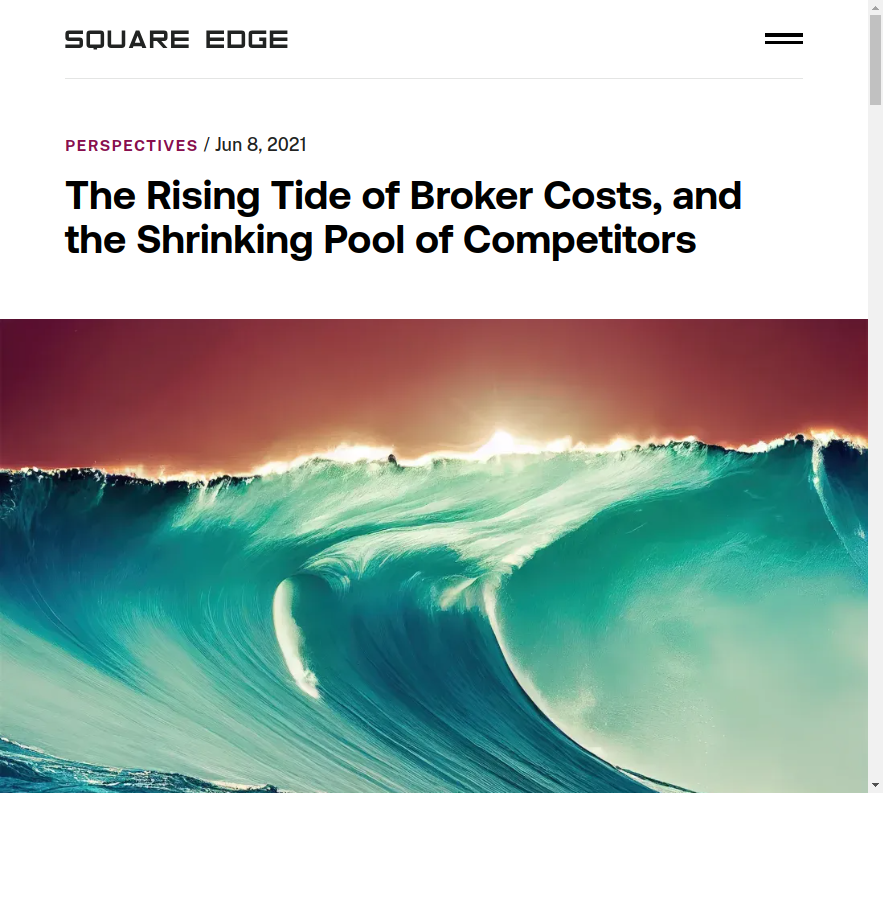 SQUARE EDGE
PERSPECTIVES / Jun 8, 2021
The Rising Tide of Broker Costs, and
the Shrinking Pool of Competitors